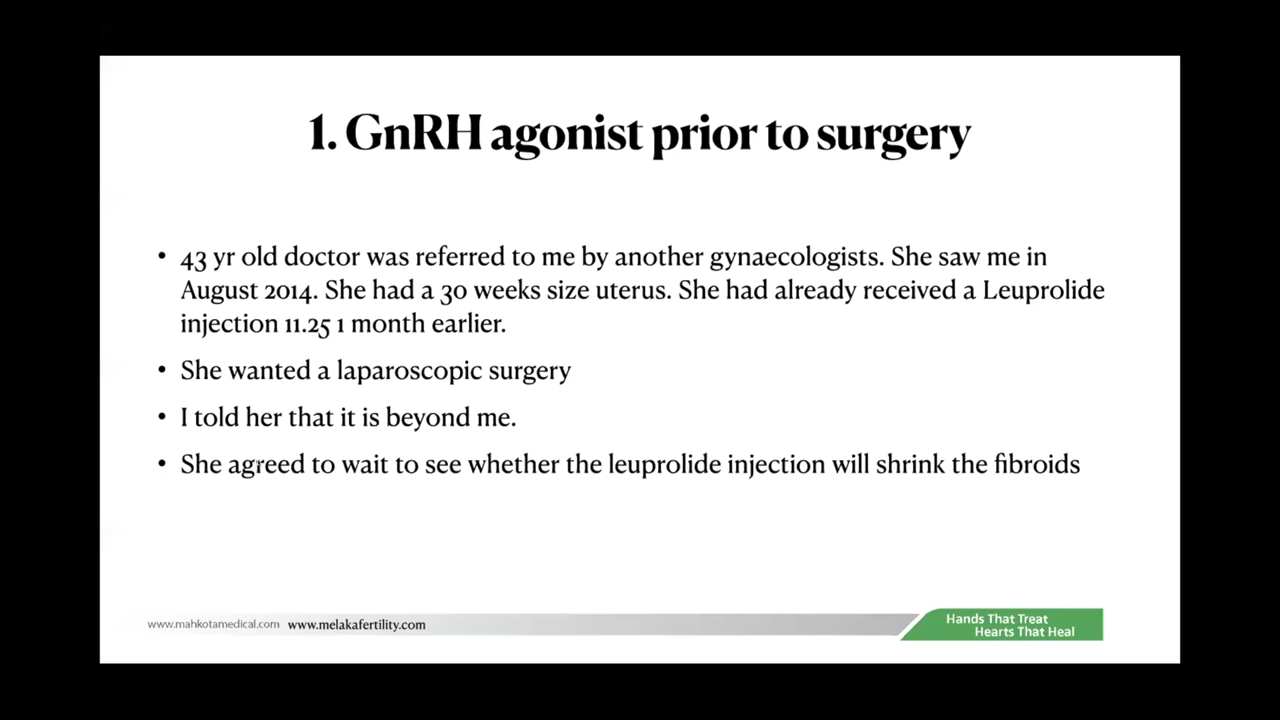 1. GnRH agonist prior to surgery
• 43 yr old doctor was referred to me by another gynaecologists. She saw me in
August 2014. She had a 30 weeks size uterus. She had already received a Leuprolide
injection 11.25 1 month earlier.
• She wanted a laparoscopic surgery
• I told her that it is beyond me.
• She agreed to wait to see whether the leuprolide injection will shrink the fibroids
www.mahkotamedical.com www.melakafertility.com
Hands That Treat
Hearts That Heal